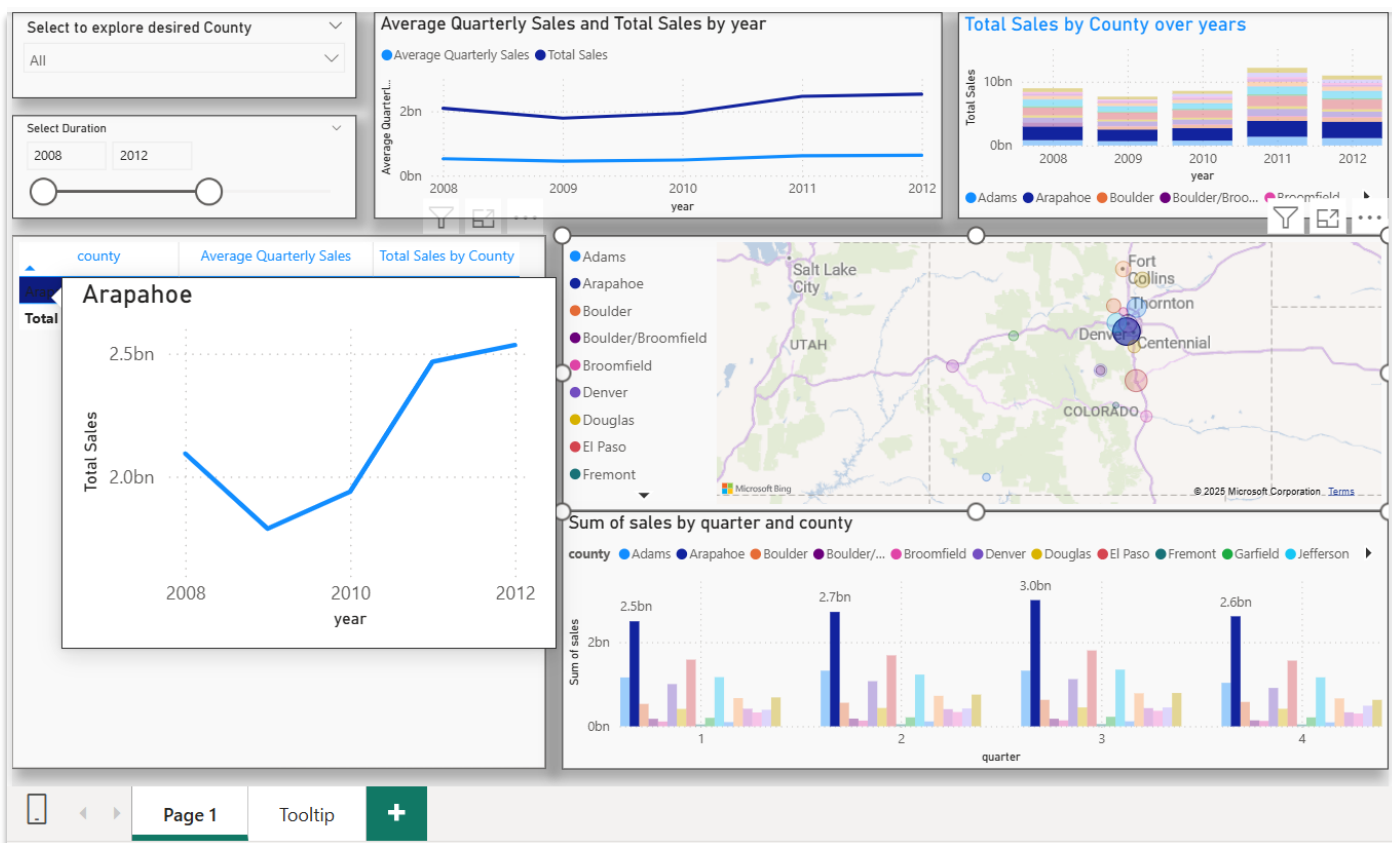 Select to explore desired County
All
Select Duration
2008 2012
Average Quarterly Sales and Total Sales by year
Average Quarterly Sales Total Sales
Average Quarterl...
2bn
0bn
2008 2009 2010 2011 2012
year
Total Sales by County over years
Total Sales
10bn
0bn
2008 2009 2010 2011 2012
year
Adams Arapahoe Boulder Boulder/Broo... Broomfield
county Average Quarterly Sales Total Sales by County
Total
Arapahoe
Total Sales
2.5bn
2.0bn
2008 2010 2012
year
Adams
Arapahoe
Boulder
Boulder/Broomfield
Broomfield
Denver
Douglas
El Paso
Fremont
Salt Lake
City
UTAH
Fort
Collins
Thornton
Denver
Centennial
COLORADO
Microsoft Bing
© 2025 Microsoft Corporation Terms
Sum of sales by quarter and county
county Adams Arapahoe Boulder Boulder/... Broomfield Denver Douglas El Paso Fremont Garfield Jefferson
Sum of sales
2bn
0bn
2.5bn 2.7bn 3.0bn 2.6bn
1 2 3 4
quarter
Page 1 Tooltip +